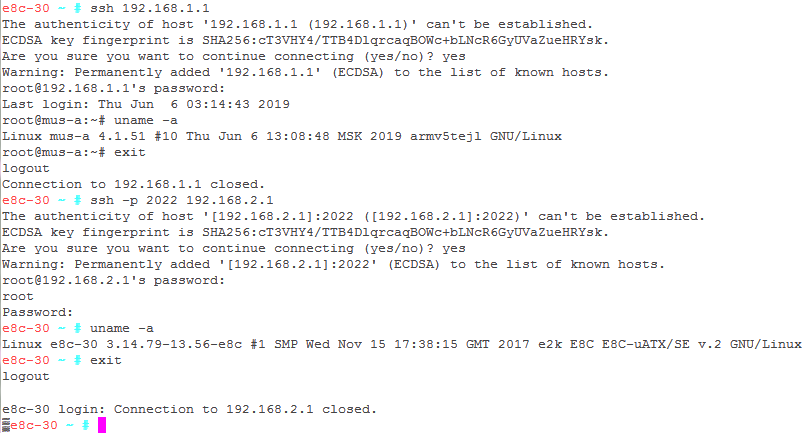 e8c-30 ~ # ssh 192.168.1.1
The authenticity of host '192.168.1.1 (192.168.1.1)' can't be established.
ECDSA key fingerprint is SHA256:cT3VHY4/TTB4DlqrcaqBOWc+bLNcR6GyUVaZueHRYsk.
Are you sure you want to continue connecting (yes/no)? yes
Warning: Permanently added '192.168.1.1' (ECDSA) to the list of known hosts.
root@192.168.1.1's password:
Last login: Thu Jun  6 03:14:43 2019
root@mus-a:~# uname -a
Linux mus-a 4.1.51 #10 Thu Jun 6 13:08:48 MSK 2019 armv5tejl GNU/Linux
root@mus-a:~# exit
logout
Connection to 192.168.1.1 closed.
e8c-30 ~ # ssh -p 2022 192.168.2.1
The authenticity of host '[192.168.2.1]:2022 ([192.168.2.1]:2022)' can't be established.
ECDSA key fingerprint is SHA256:cT3VHY4/TTB4DlqrcaqBOWc+bLNcR6GyUVaZueHRYsk.
Are you sure you want to continue connecting (yes/no)? yes
Warning: Permanently added '[192.168.2.1]:2022' (ECDSA) to the list of known hosts.
root@192.168.2.1's password:
root
Password:
e8c-30 ~ # uname -a
Linux e8c-30 3.14.79-13.56-e8c #1 SMP Wed Nov 15 17:38:15 GMT 2017 e2k E8C E8C-uATX/SE v.2 GNU/Linux
e8c-30 ~ # exit
logout
e8c-30 login: Connection to 192.168.2.1 closed.
e8c-30 ~ #